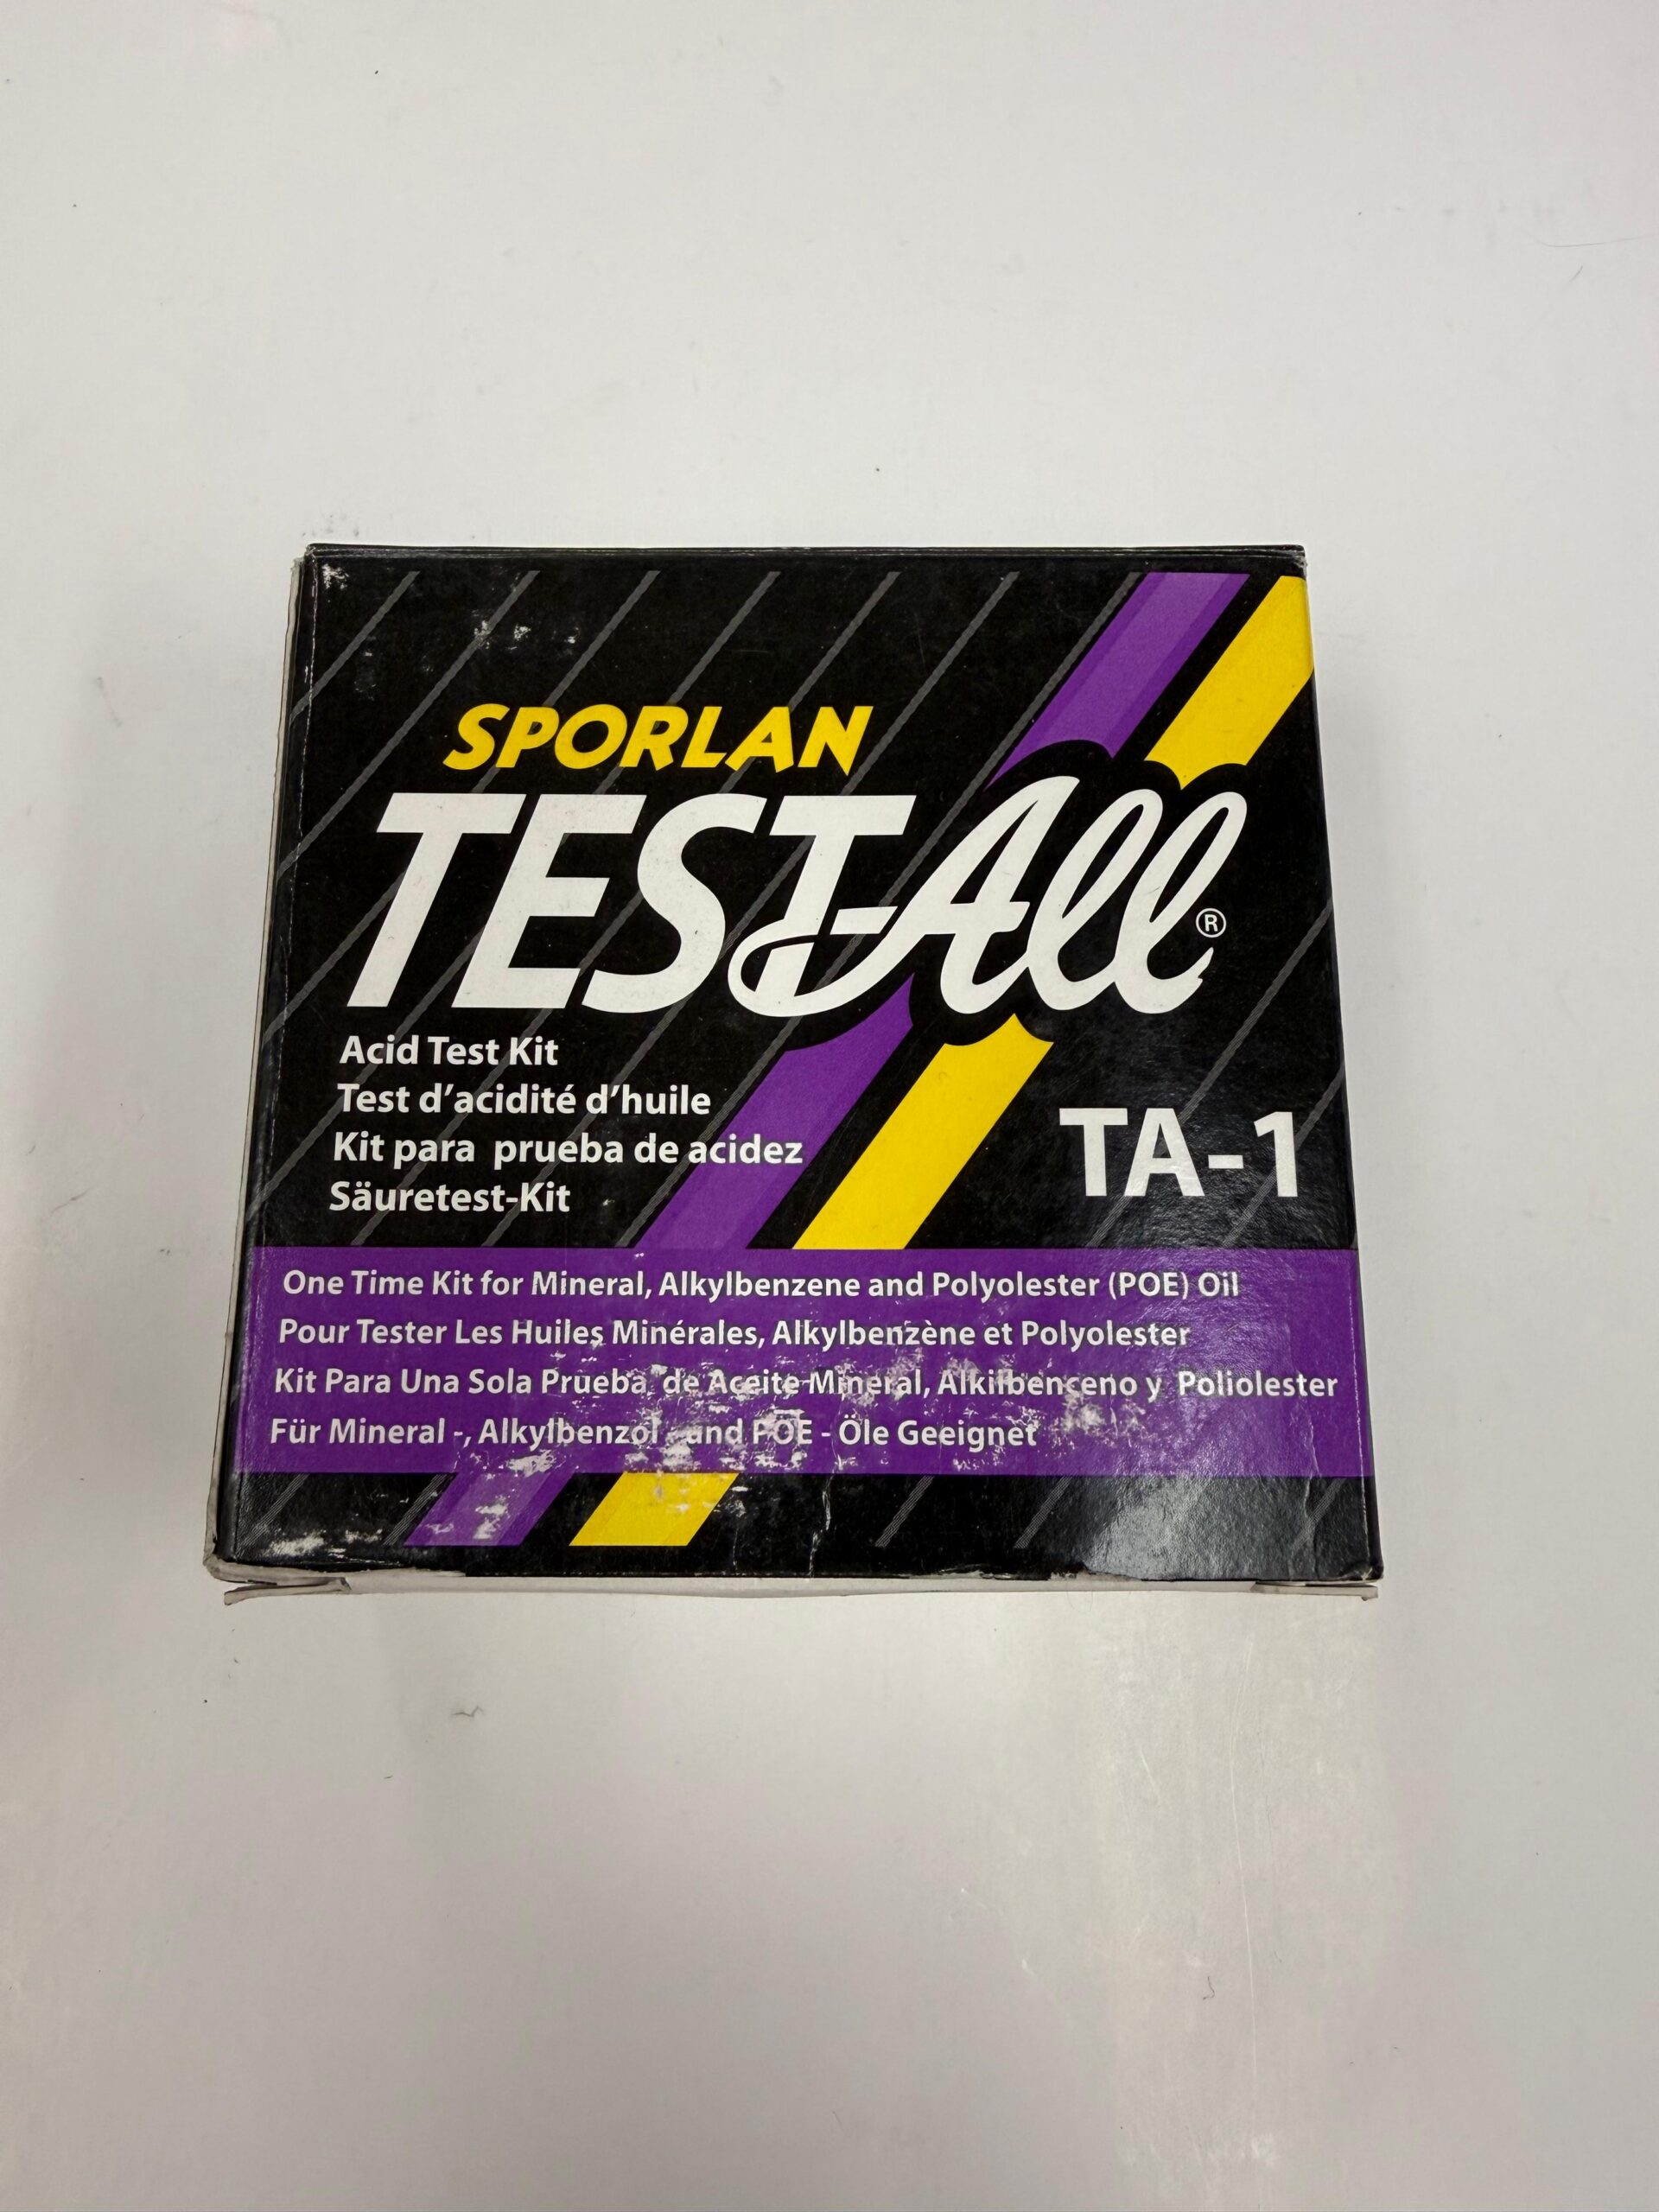 SPORLAN
TEST-All®
Acid Test Kit
Test d'acidité d'huile
Kit para prueba de acidez
Säuretest-Kit
TA-1
One Time Kit for Mineral, Alkylbenzene and Polyolester (POE) Oil
Pour Tester Les Huiles Minérales, Alkylbenzène et Polyolester
Kit Para Una Sola Prueba de Aceite Mineral, Alkilbenceno y Poliolester
Für Mineral -, Alkylbenzol - und POE - Öle Geeignet